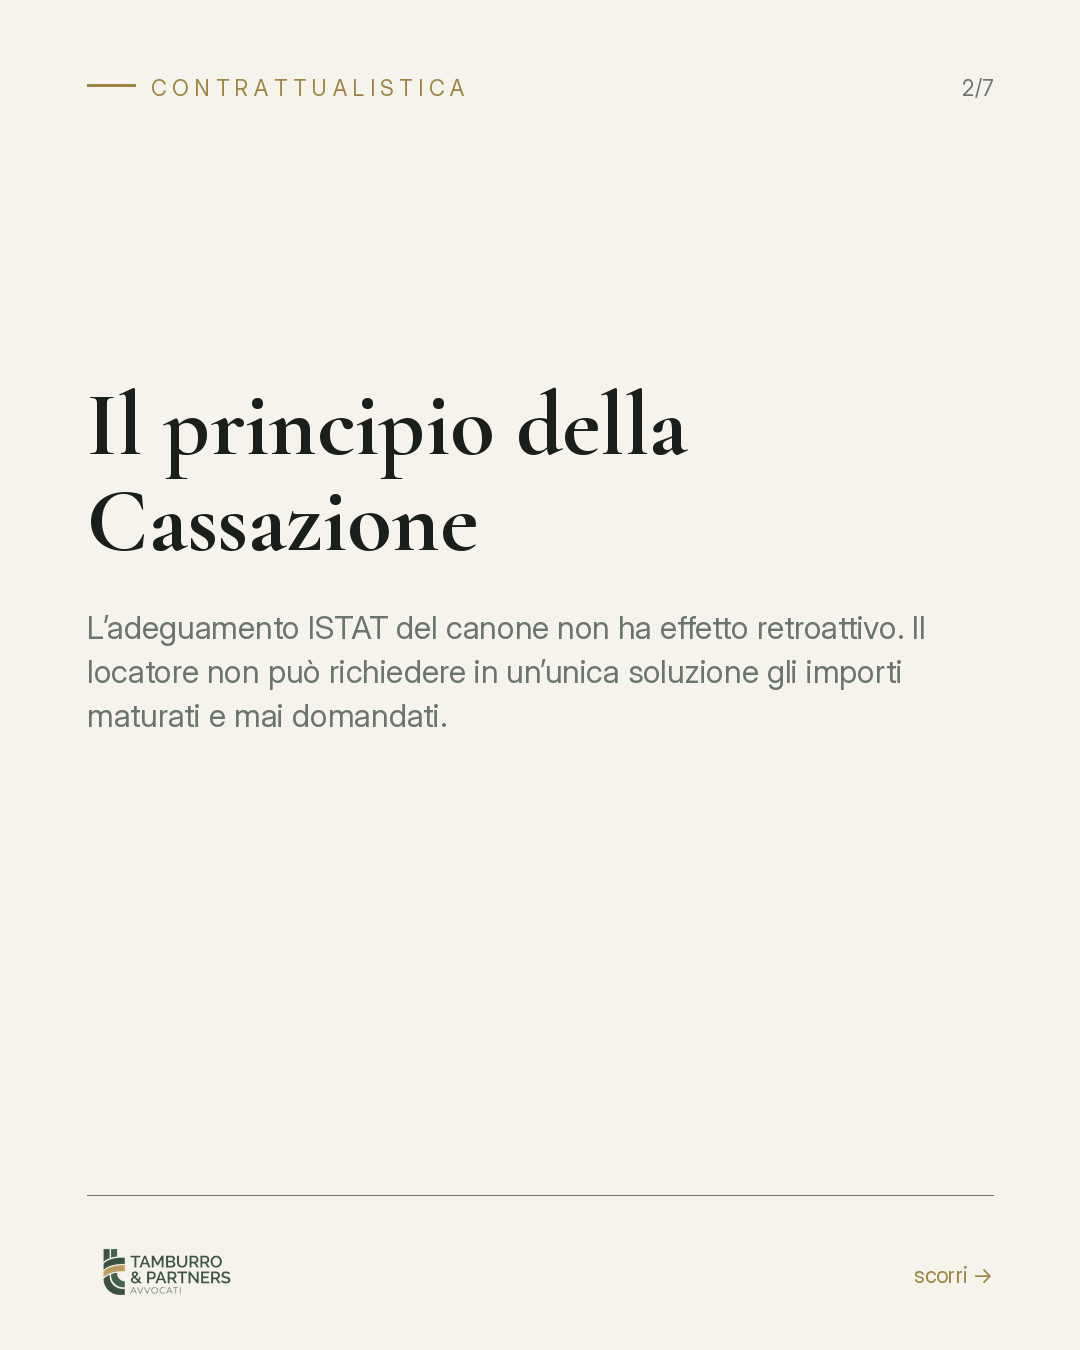 CONTRATTUALISTICA
2/7
Il principio della
Cassazione
L’adeguamento ISTAT del canone non ha effetto retroattivo. Il
locatore non può richiedere in un’unica soluzione gli importi
maturati e mai domandati.
TAMBURRO
& PARTNERS
AVVOCATI
scorri →